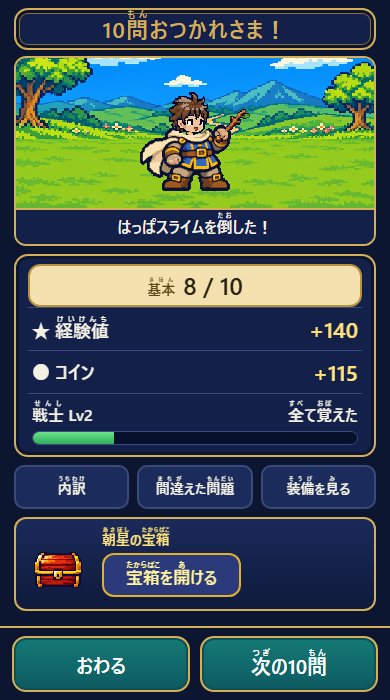 10問おつかれさま！
はっぱスライムを倒した！
基本 8 / 10
★ 経験値 +140
コイン +115
戦士 Lv2 全て覚えた
内訳 間違えた問題 装備を見る
朝星の宝箱
宝箱を開ける
おわる 次の10問